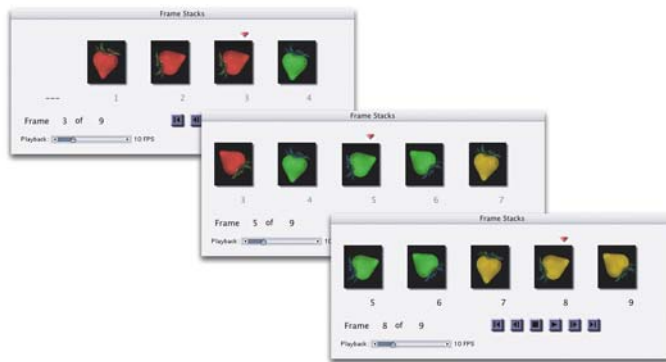 Frame Stacks
--- 1 2 3 4
Frame 3 of 9
Playback: 10 FPS
Frame Stacks
3 4 5 6 7
Frame 5 of 9
Playback: 10
Frame Stacks
5 6 7 8 9
Frame 8 of 9
Playback: 10 FPS